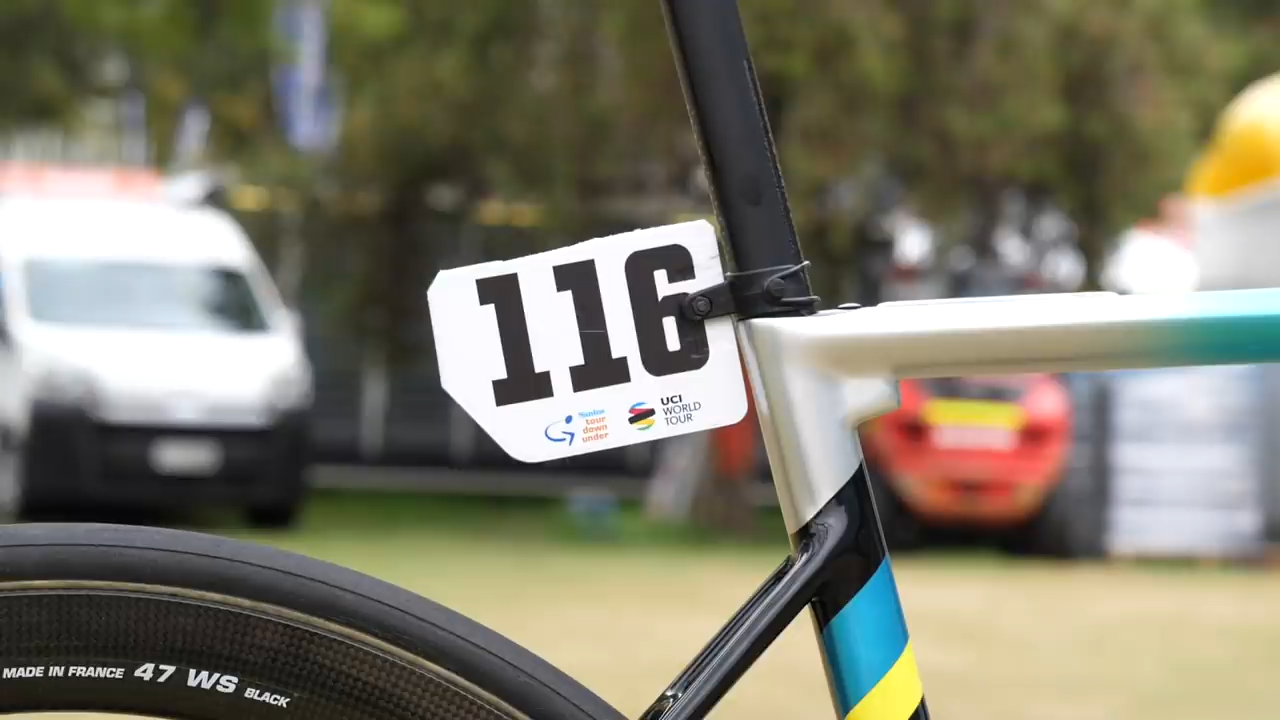 116
Santos
tour
down
under
UCI
WORLD
TOUR
MADE IN FRANCE 47 WS BLACK